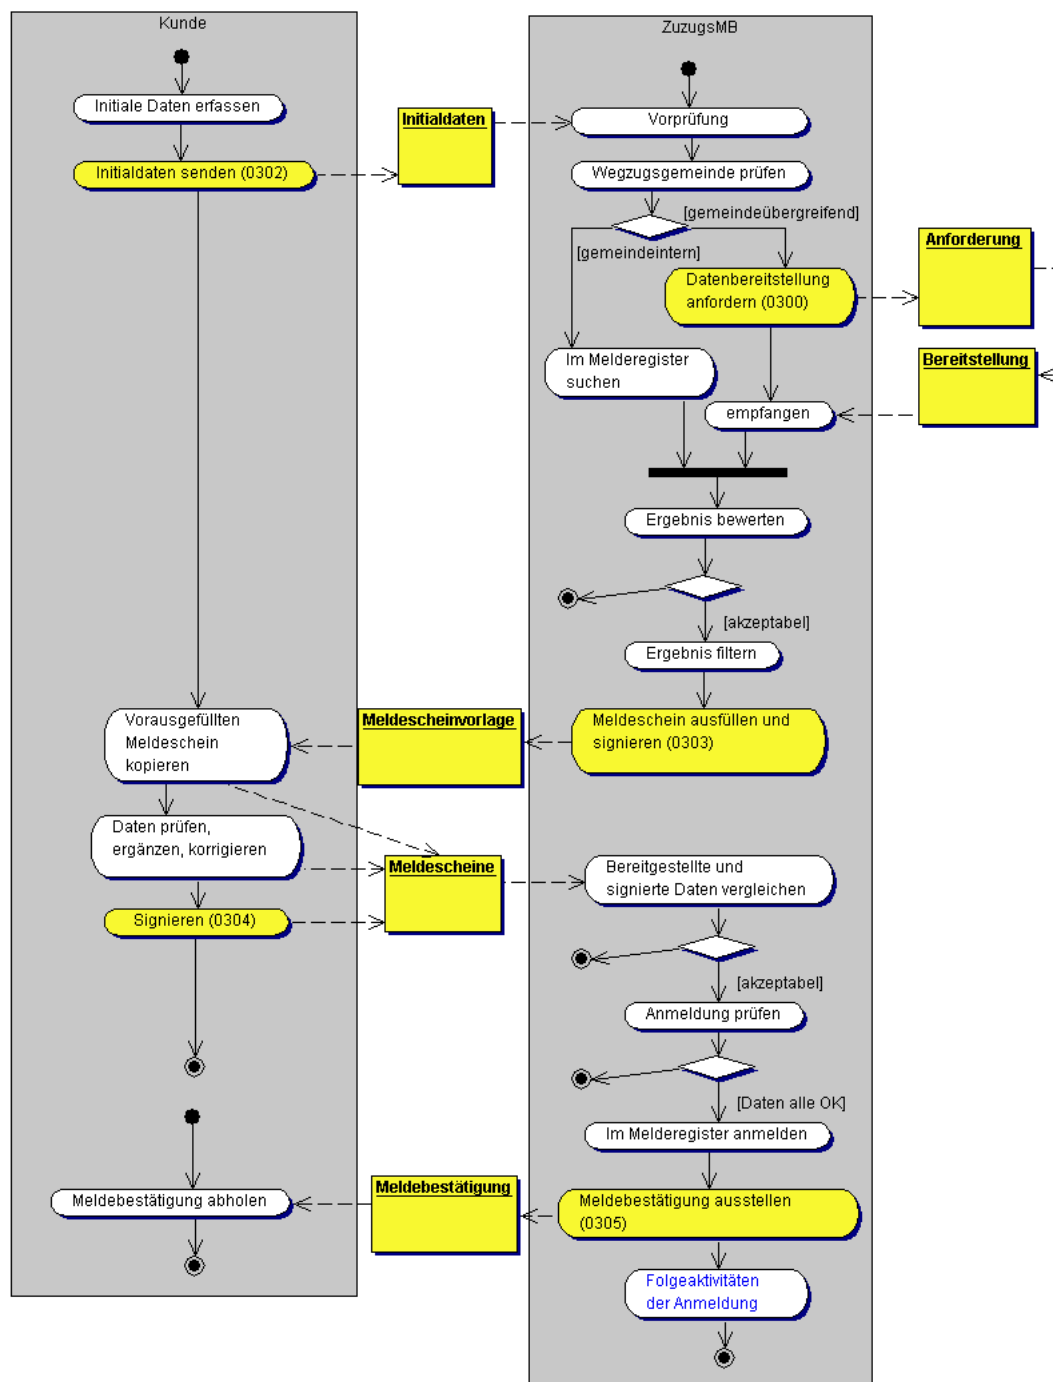 Kunde
Initiale Daten erfassen
Initialdaten senden (0302)
Initialdaten
ZuzugsMB
Vorprüfung
Wegzugsgemeinde prüfen
[gemeindeübergreifend]
[gemeindeintern]
Datenbereitstellung
anfordern (0300)
Anforderung
Im Melderegister
suchen
Bereitstellung
empfangen
Ergebnis bewerten
[akzeptabel]
Ergebnis filtern
Meldeschein ausfüllen und
signieren (0303)
Meldescheinvorlage
Vorausgefüllten
Meldeschein
kopieren
Daten prüfen,
ergänzen, korrigieren
Meldescheine
Signieren (0304)
Bereitgestellte und
signierte Daten vergleichen
[akzeptabel]
Anmeldung prüfen
[Daten alle OK]
Im Melderegister anmelden
Meldebestätigung ausstellen
(0305)
Meldebestätigung
Meldebestätigung abholen
Folgeaktivitäten
der Anmeldung